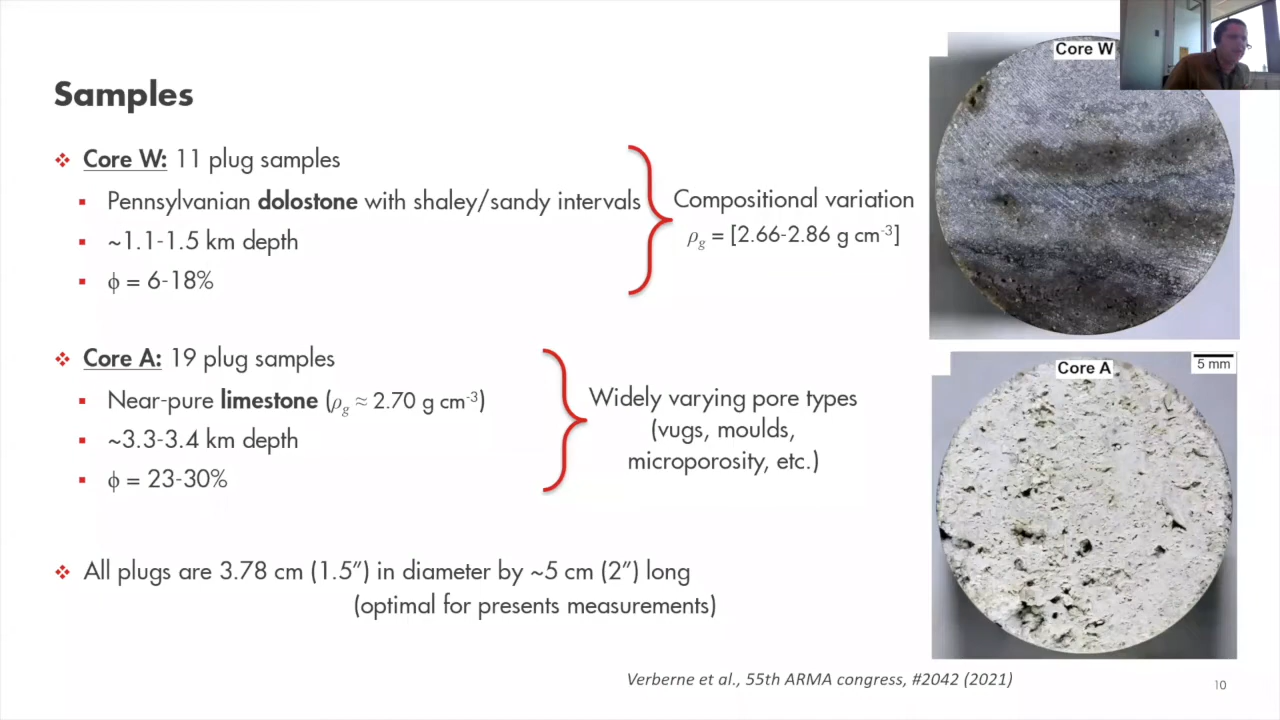 Samples
❖ Core W: 11 plug samples
▪ Pennsylvanian dolostone with shaley/sandy intervals
▪ ~1.1-1.5 km depth
▪ ϕ = 6-18%
Compositional variation
ρg = [2.66-2.86 g cm-3]
❖ Core A: 19 plug samples
▪ Near-pure limestone (ρg ≈ 2.70 g cm-3)
▪ ~3.3-3.4 km depth
▪ ϕ = 23-30%
Widely varying pore types
(vugs, moulds,
microporosity, etc.)
❖ All plugs are 3.78 cm (1.5”) in diameter by ~5 cm (2”) long
(optimal for presents measurements)
Core W
Core A
5 mm
Verberne et al., 55th ARMA congress, #2042 (2021)
10